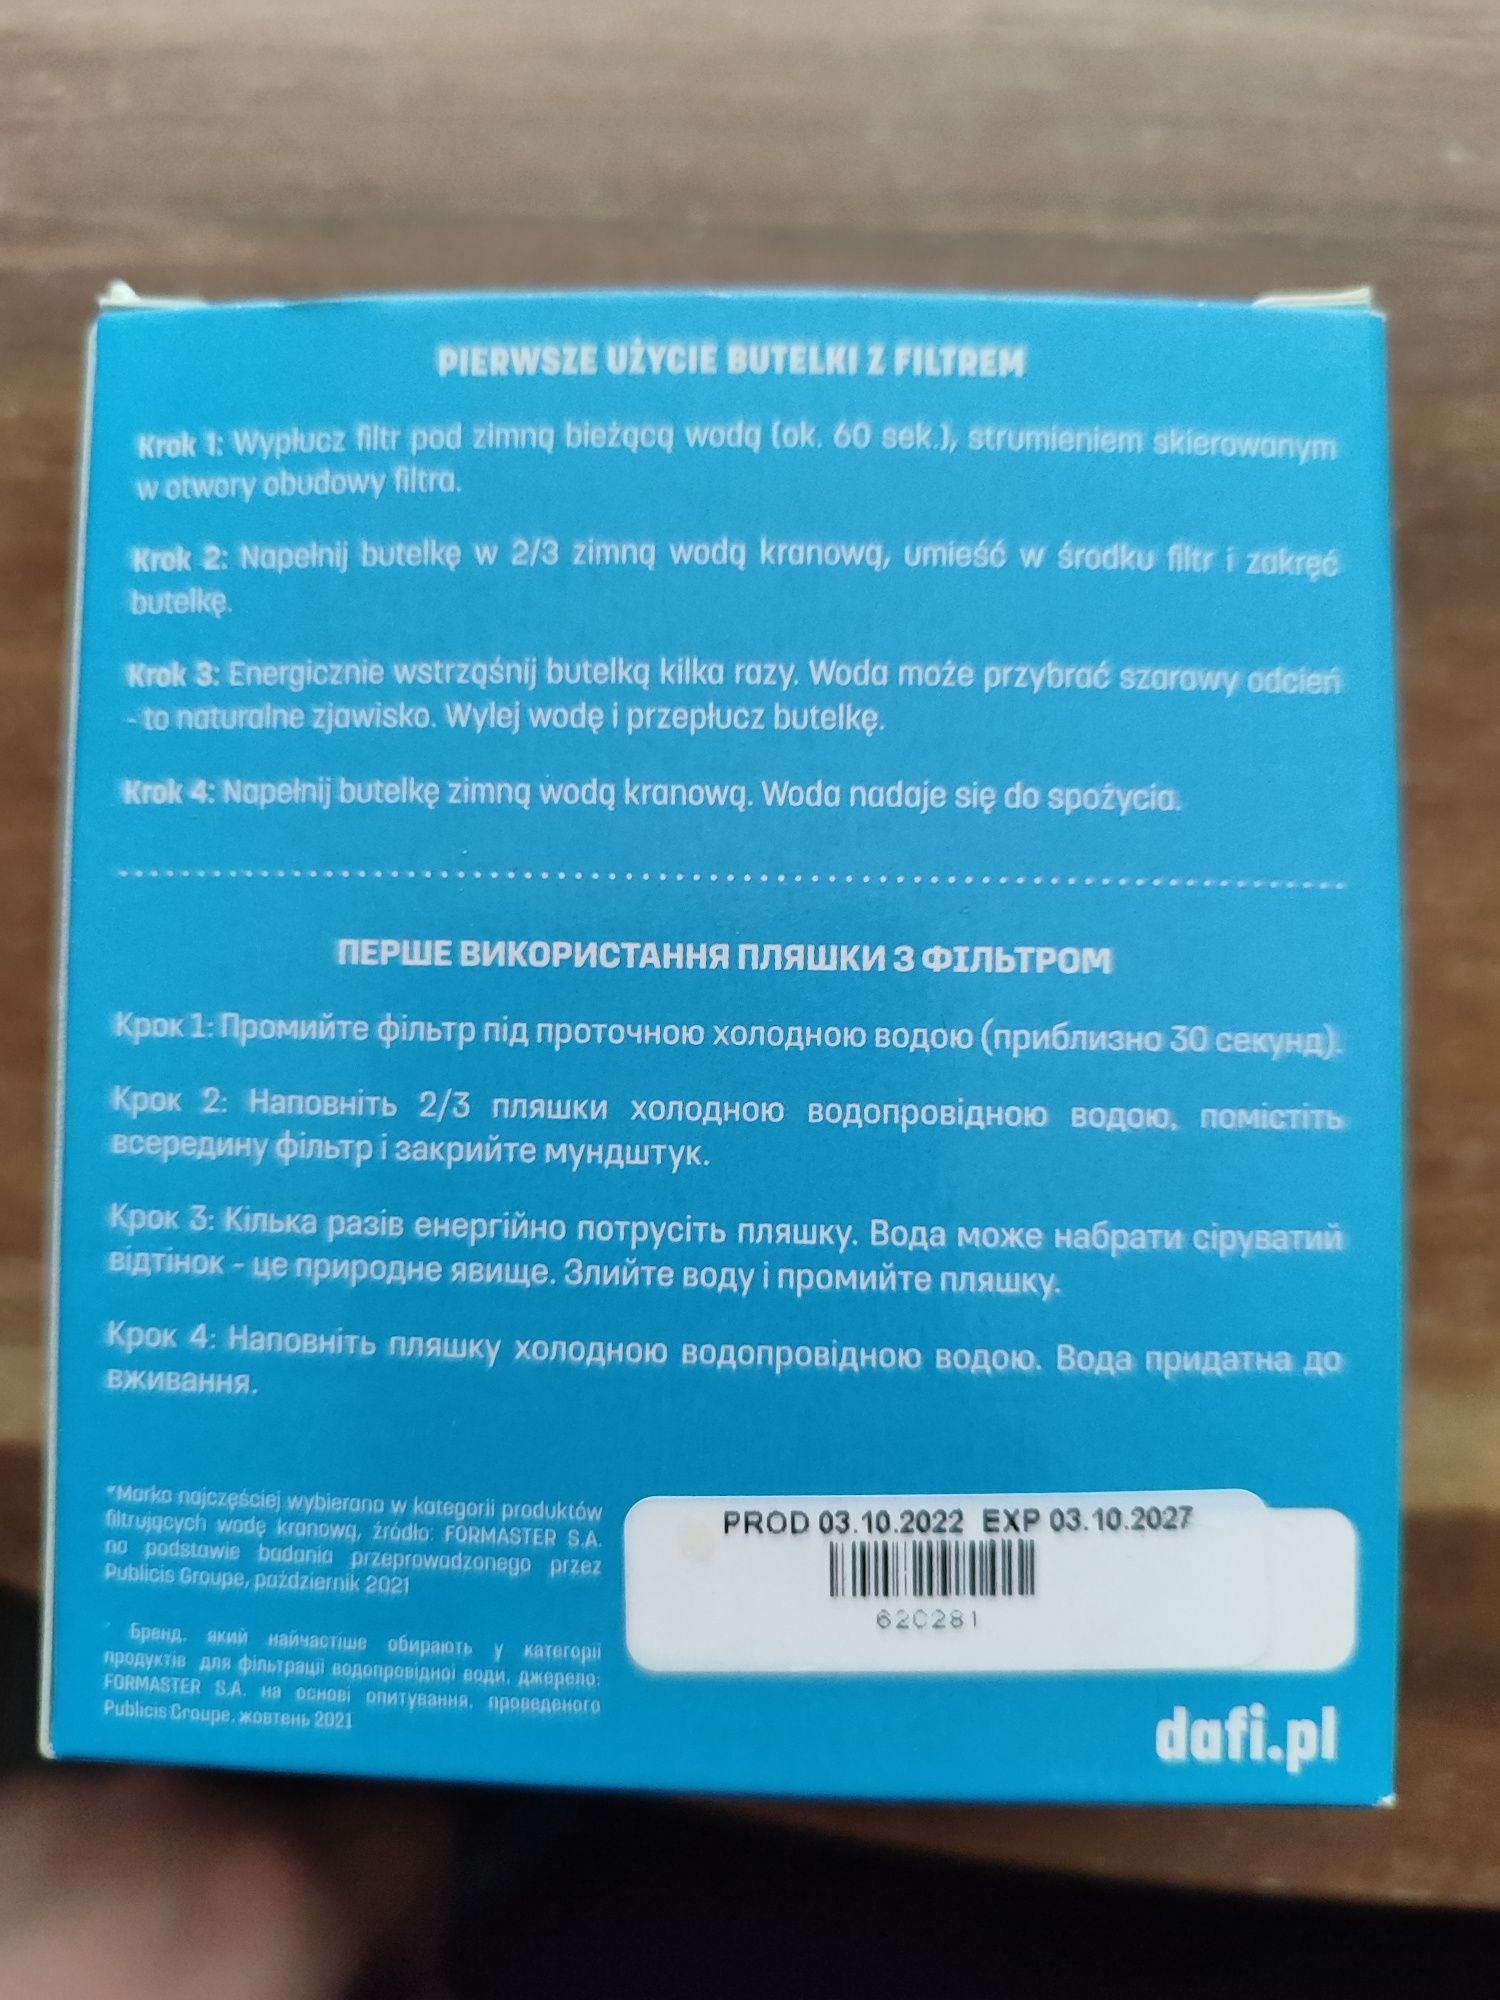 PIERWSZE UŻYCIE BUTELKI Z FILTREM
Krok 1: Wypłucz filtr pod zimną bieżącą wodą (ok. 60 sek.), strumieniem skierowanym
w otwory obudowy filtra.
Krok 2: Napełnij butelkę w 2/3 zimną wodą kranową, umieść w środku filtr i zakręć
butelkę.
Krok 3: Energicznie wstrząśnij butelką kilka razy. Woda może przybrać szarawy odcień
- to naturalne zjawisko. Wylej wodę i przepłucz butelkę.
Krok 4: Napełnij butelkę zimną wodą kranową. Woda nadaje się do spożycia.
ПЕРШЕ ВИКОРИСТАННЯ ПЛЯШКИ З ФІЛЬТРОМ
Крок 1: Промийте фільтр під проточною холодною водою (приблизно 30 секунд).
Крок 2: Наповніть 2/3 пляшки холодною водопровідною водою, помістіть
всередину фільтр і закрийте мундштук.
Крок 3: Кілька разів енергійно потрусіть пляшку. Вода може набрати сіруватий
відтінок - це природне явище. Злийте воду і промийте пляшку.
Крок 4: Наповніть пляшку холодною водопровідною водою. Вода придатна до
вживання.
*Marka najczęściej wybierana w kategorii produktów
filtrujących wodę kranową, źródło: FORMASTER S.A.
na podstawie badania przeprowadzonego przez
Publicis Groupe, październik 2021
Бренд, який найчастіше обирають у категорії
продуктів для фільтрації водопровідної води, джерело:
FORMASTER S.A. на основі опитування, проведеного
Publicis Groupe, жовтень 2021
PROD 03.10.2022 EXP 03.10.2027
620281
dafi.pl